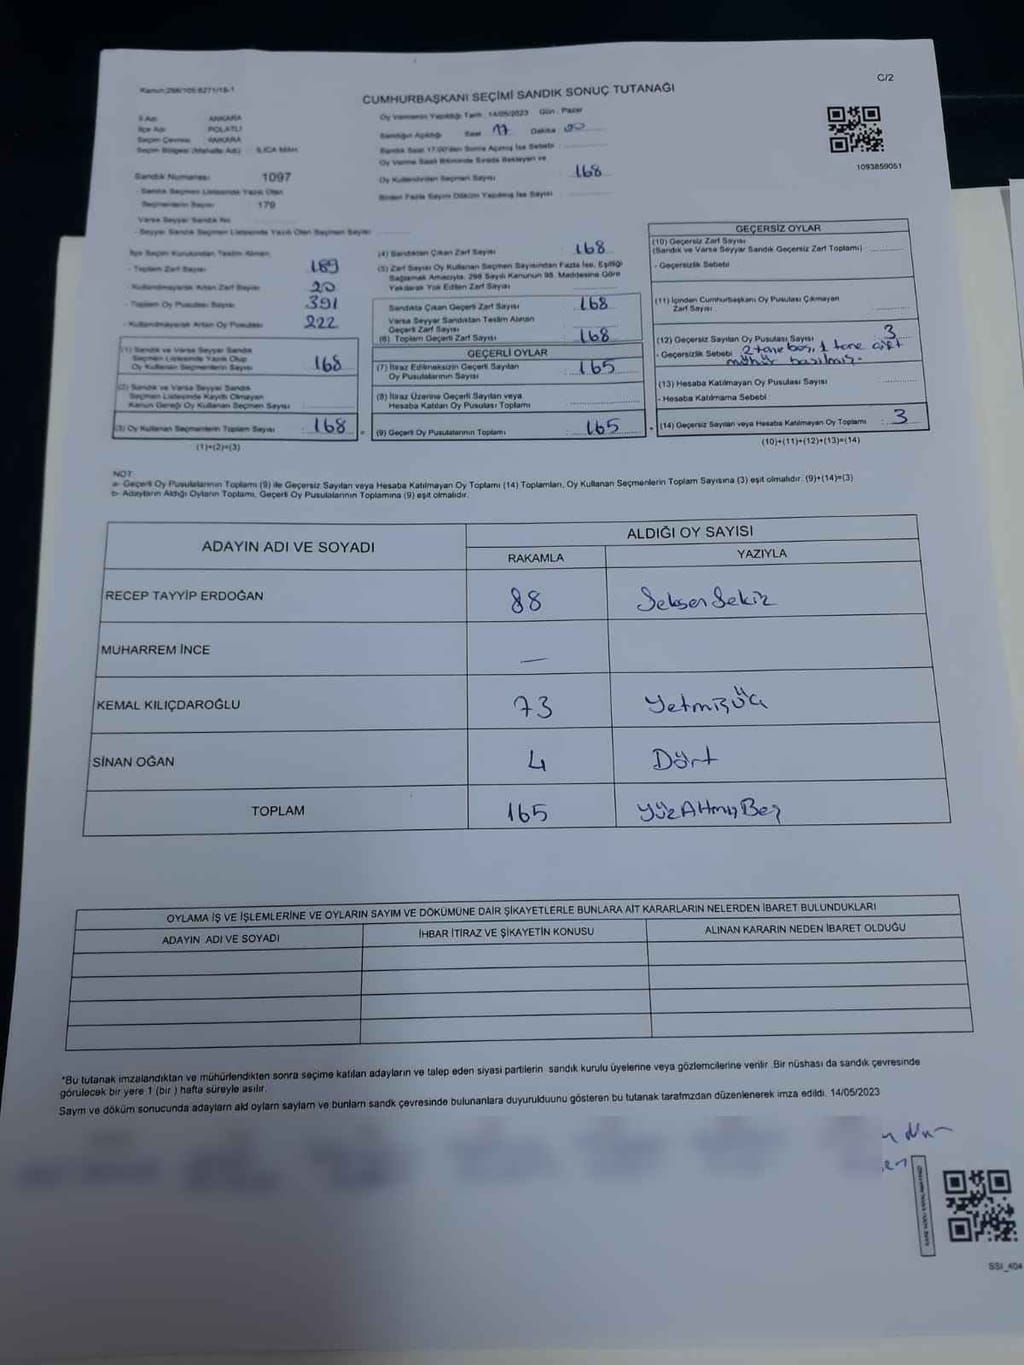 Kanun:298/105.6271/18-1
C/2
CUMHURBAŞKANI SEÇİMİ SANDIK SONUÇ TUTANAĞI
İl Adı ANKARA
İlçe Adı POLATLI
Seçim Çevresi ANKARA
Seçim Bölgesi (Mahalle Adı) ILICA MAH.
Oy Vermenin Yapıldığı Tarih 14/05/2023 Gün: Pazar
Sandığın Açıldığı Saat 17 Dakika 00
Sandık Saat 17.00'den Sonra Açılmış İse Sebebi
Oy Verme Saati Bitiminde Sırada Bekleyen ve
Oy Kullandırılan Seçmen Sayısı 168
Birden Fazla Sayım Döküm Yapılmış İse Sayısı
1093859051
Sandık Numarası 1097
- Sandık Seçmen Listesinde Yazılı Olan
Seçmenlerin Sayısı 179
Varsa Seyyar Sandık No
- Seyyar Sandık Seçmen Listesinde Yazılı Olan Seçmen Sayısı
İlçe Seçim Kurulundan Teslim Alınan
- Toplam Zarf Sayısı 189
- Kullanılmayarak Artan Zarf Sayısı 20
- Toplam Oy Pusulası Sayısı 391
- Kullanılmayarak Artan Oy Pusulası 222
(1) Sandık ve Varsa Seyyar Sandık
Seçmen Listesinde Yazılı Olup
Oy Kullanan Seçmenlerin Sayısı 168
(2) Sandık ve Varsa Seyyar Sandık
Seçmen Listesinde Kayıtlı Olmayan
Kanun Gereği Oy Kullanan Seçmen Sayısı
(3) Oy Kullanan Seçmenlerin Toplam Sayısı 168
(1)+(2)=(3)
(4) Sandıktan Çıkan Zarf Sayısı 168
(5) Zarf Sayısı Oy Kullanan Seçmen Sayısından Fazla İse, Eşitliği
Sağlamak Amacıyla, 298 Sayılı Kanunun 98. Maddesine Göre
Yakılarak Yok Edilen Zarf Sayısı
Sandıkta Çıkan Geçerli Zarf Sayısı 168
Varsa Seyyar Sandıktan Teslim Alınan
Geçerli Zarf Sayısı
(6) Toplam Geçerli Zarf Sayısı 168
GEÇERLİ OYLAR
(7) İtiraz Edilmeksizin Geçerli Sayılan
Oy Pusulalarının Sayısı 165
(8) İtiraz Üzerine Geçerli Sayılan veya
Hesaba Katılan Oy Pusulası Toplamı
(9) Geçerli Oy Pusulalarının Toplamı 165
GEÇERSİZ OYLAR
(10) Geçersiz Zarf Sayısı
(Sandık ve Varsa Seyyar Sandık Geçersiz Zarf Toplamı)
- Geçersizlik Sebebi
(11) İçinden Cumhurbaşkanı Oy Pusulası Çıkmayan
Zarf Sayısı
(12) Geçersiz Sayılan Oy Pusulası Sayısı 3
- Geçersizlik Sebebi 2 tane boş, 1 tane çift
mühür basılmış.
(13) Hesaba Katılmayan Oy Pusulası Sayısı
- Hesaba Katılmama Sebebi
(14) Geçersiz Sayılan veya Hesaba Katılmayan Oy Toplamı 3
(10)+(11)+(12)+(13)=(14)
NOT:
a- Geçerli Oy Pusulalarının Toplamı (9) ile Geçersiz Sayılan veya Hesaba Katılmayan Oy Toplamı (14) Toplamları, Oy Kullanan Seçmenlerin Toplam Sayısına (3) eşit olmalıdır. (9)+(14)=(3)
b- Adayların Aldığı Oyların Toplamı, Geçerli Oy Pusulalarının Toplamına (9) eşit olmalıdır.
ADAYIN ADI VE SOYADI
ALDIĞI OY SAYISI
RAKAMLA YAZIYLA
RECEP TAYYİP ERDOĞAN 88 Seksen Sekiz
MUHARREM İNCE —
KEMAL KILIÇDAROĞLU 73 Yetmiş Üç
SİNAN OĞAN 4 Dört
TOPLAM 165 Yüz Altmış Beş
OYLAMA İŞ VE İŞLEMLERİNE VE OYLARIN SAYIM VE DÖKÜMÜNE DAİR ŞİKAYETLERLE BUNLARA AİT KARARLARIN NELERDEN İBARET BULUNDUKLARI
ADAYIN ADI VE SOYADI İHBAR İTİRAZ VE ŞİKAYETİN KONUSU ALINAN KARARIN NEDEN İBARET OLDUĞU
*Bu tutanak imzalandıktan ve mühürlendikten sonra seçime katılan adayların ve talep eden siyasi partilerin sandık kurulu üyelerine veya gözlemcilerine verilir. Bir nüshası da sandık çevresinde
görülecek bir yere 1 (bir ) hafta süreyle asılır.
Sayım ve döküm sonucunda adayların ald oyların sayların ve bunlarn sandk çevresinde bulunanlara duyurulduunu gösteren bu tutanak tarafmzdan düzenlenerek imza edildi. 14/05/2023
SSI_404